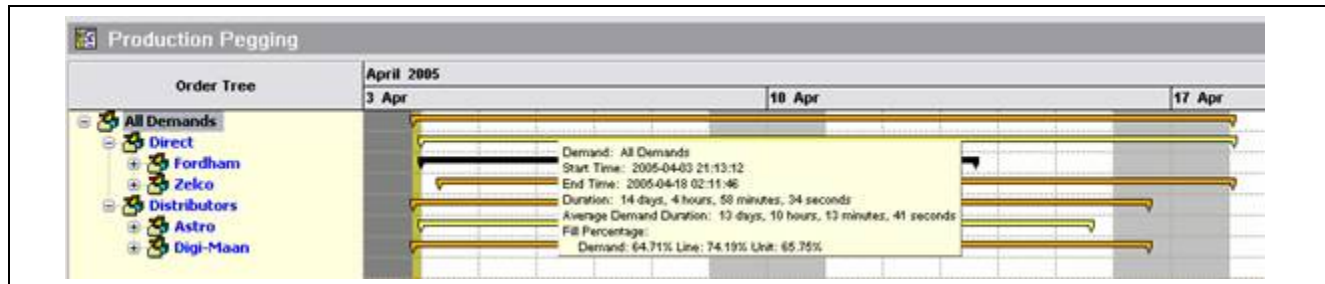 Production Pegging
Order Tree
April 2005
3 Apr 10 Apr 17 Apr
All Demands
Direct
Fordham
Zelco
Distributors
Astro
Digi-Maan
Demand: All Demands
Start Time: 2005-04-03 21:13:12
End Time: 2005-04-18 02:11:46
Duration: 14 days, 4 hours, 58 minutes, 34 seconds
Average Demand Duration: 13 days, 10 hours, 13 minutes, 41 seconds
Fill Percentage:
Demand: 64.71% Line: 74.19% Unit: 65.75%